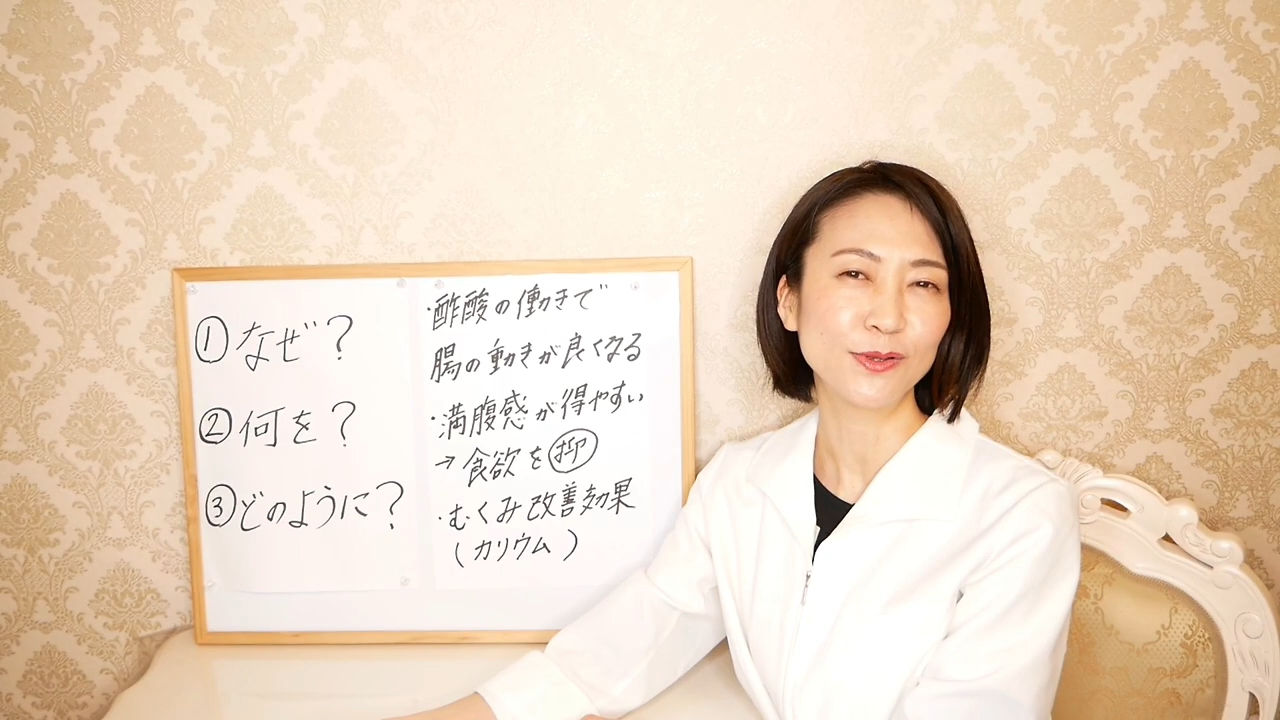 ①なぜ?
②何を?
③どのように?
・酢酸の働きで
腸の動きが良くなる
・満腹感が得やすい
→食欲を抑
・むくみ改善効果
(カリウム)